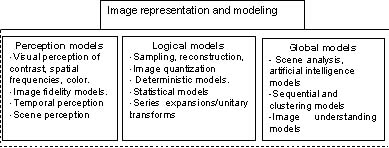 Image representation and modeling
Perception models
· Visual perception of
contrast, spatial
frequencies, color.
· Image fidelity models.
· Temporal perception
· Scene perception
Logical models
· Sampling, reconstruction,
· Image quantization
· Deterministic models.
· Statistical models
· Series expansions/unitary
transforms
Global models
· Scene analysis,
artificial intelligence
models
· Sequential and
clustering models
· Image understanding
models